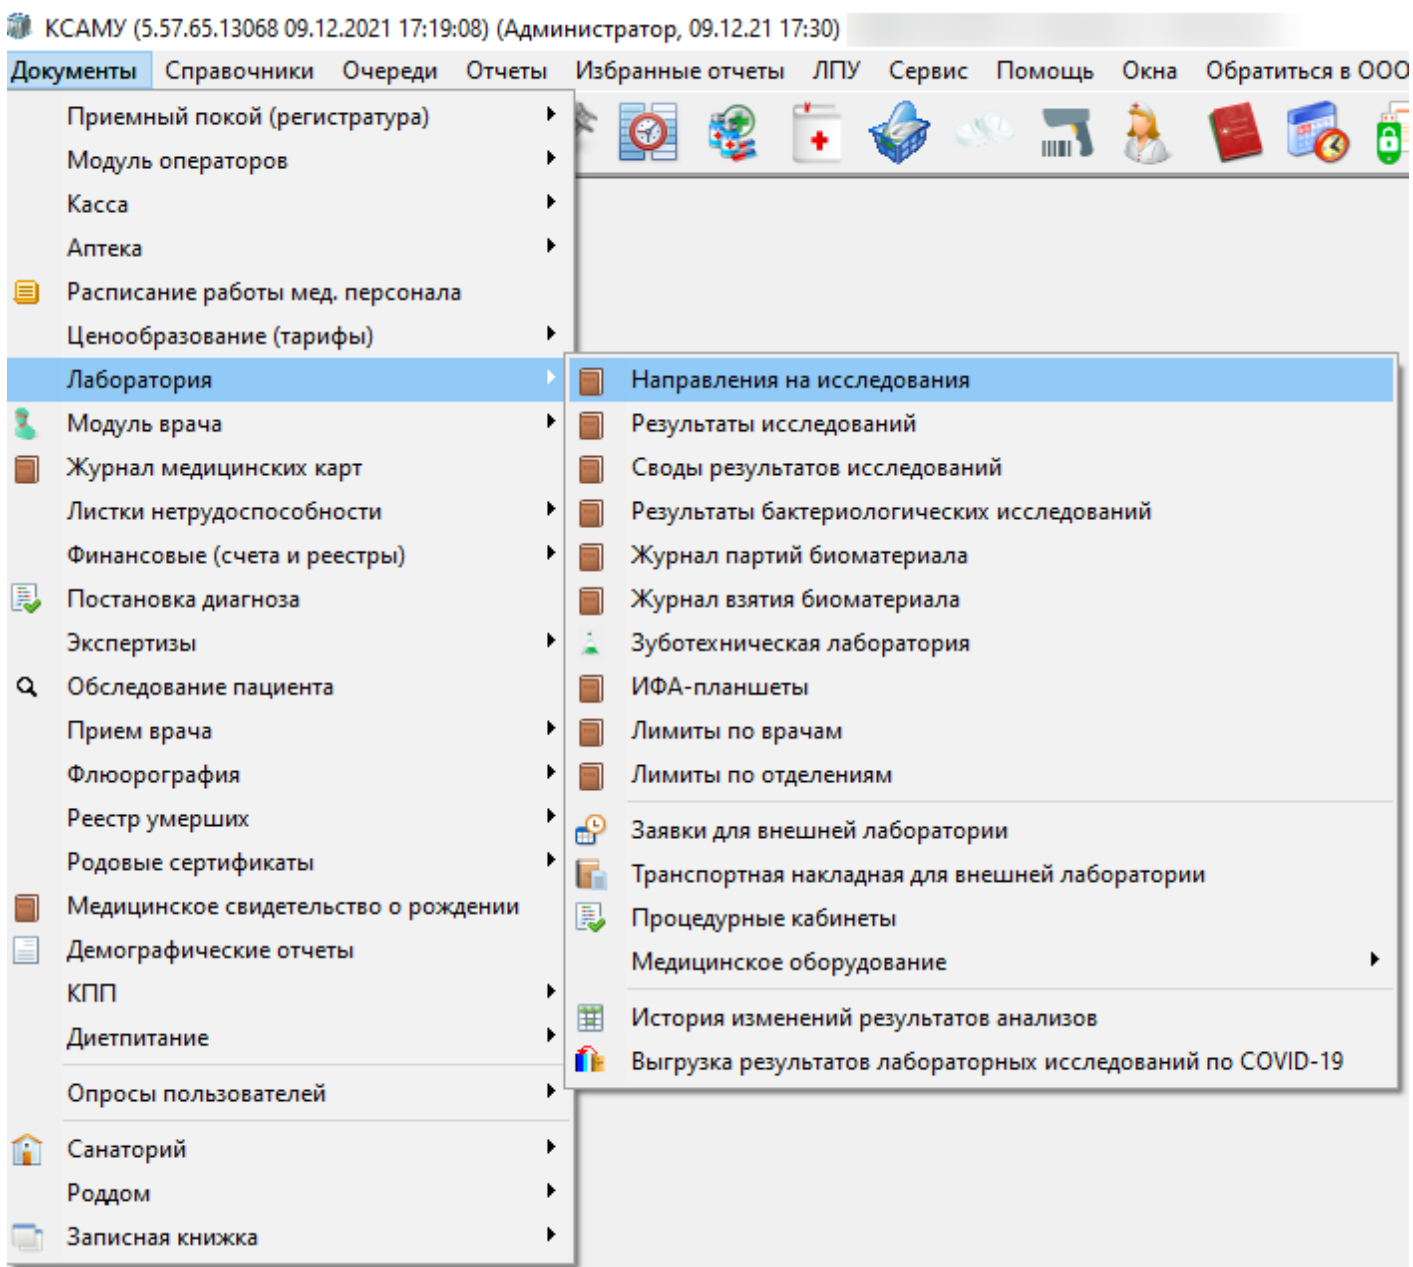 КСАМУ (5.57.65.13068 09.12.2021 17:19:08) (Администратор, 09.12.21 17:30)
Документы Справочники Очереди Отчеты Избранные отчеты ЛПУ Сервис Помощь Окна Обратиться в ООО
Приемный покой (регистратура)
Модуль операторов
Касса
Аптека
Расписание работы мед. персонала
Ценообразование (тарифы)
Лаборатория
Модуль врача
Журнал медицинских карт
Листки нетрудоспособности
Финансовые (счета и реестры)
Постановка диагноза
Экспертизы
Обследование пациента
Прием врача
Флюорография
Реестр умерших
Родовые сертификаты
Медицинское свидетельство о рождении
Демографические отчеты
КПП
Диетпитание
Опросы пользователей
Санаторий
Роддом
Записная книжка
Направления на исследования
Результаты исследований
Своды результатов исследований
Результаты бактериологических исследований
Журнал партий биоматериала
Журнал взятия биоматериала
Зуботехническая лаборатория
ИФА-планшеты
Лимиты по врачам
Лимиты по отделениям
Заявки для внешней лаборатории
Транспортная накладная для внешней лаборатории
Процедурные кабинеты
Медицинское оборудование
История изменений результатов анализов
Выгрузка результатов лабораторных исследований по COVID-19